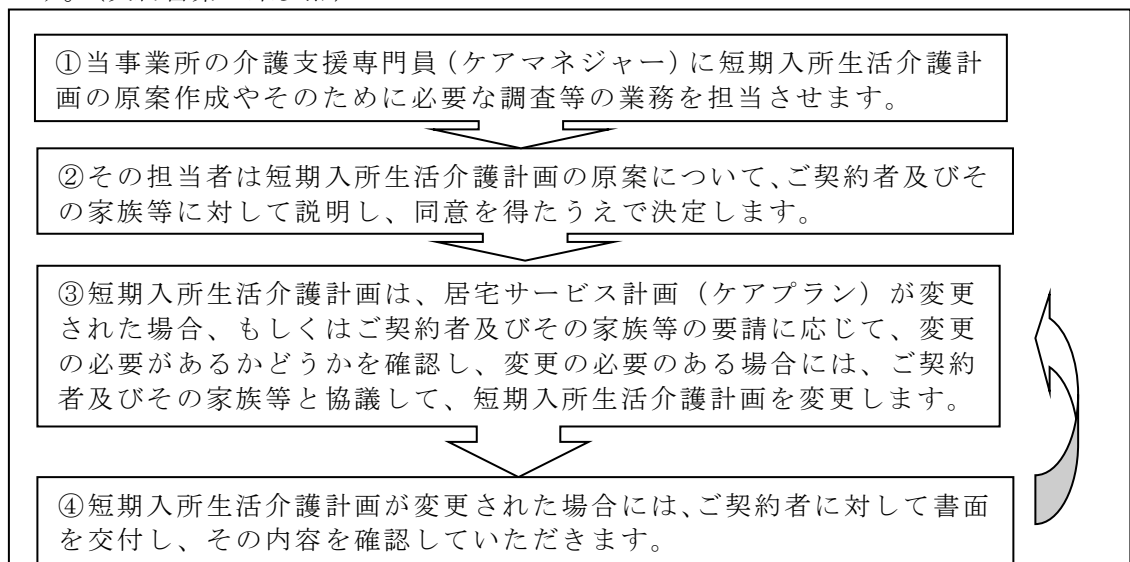 ①当事業所の介護支援専門員(ケアマネジャー)に短期入所生活介護計
画の原案作成やそのために必要な調査等の業務を担当させます。
②その担当者は短期入所生活介護計画の原案について、ご契約者及びそ
の家族等に対して説明し、同意を得たうえで決定します。
③短期入所生活介護計画は、居宅サービス計画（ケアプラン）が変更
された場合、もしくはご契約者及びその家族等の要請に応じて、変更
の必要があるかどうかを確認し、変更の必要のある場合には、ご契約
者及びその家族等と協議して、短期入所生活介護計画を変更します。
④短期入所生活介護計画が変更された場合には、ご契約者に対して書面
を交付し、その内容を確認していただきます。